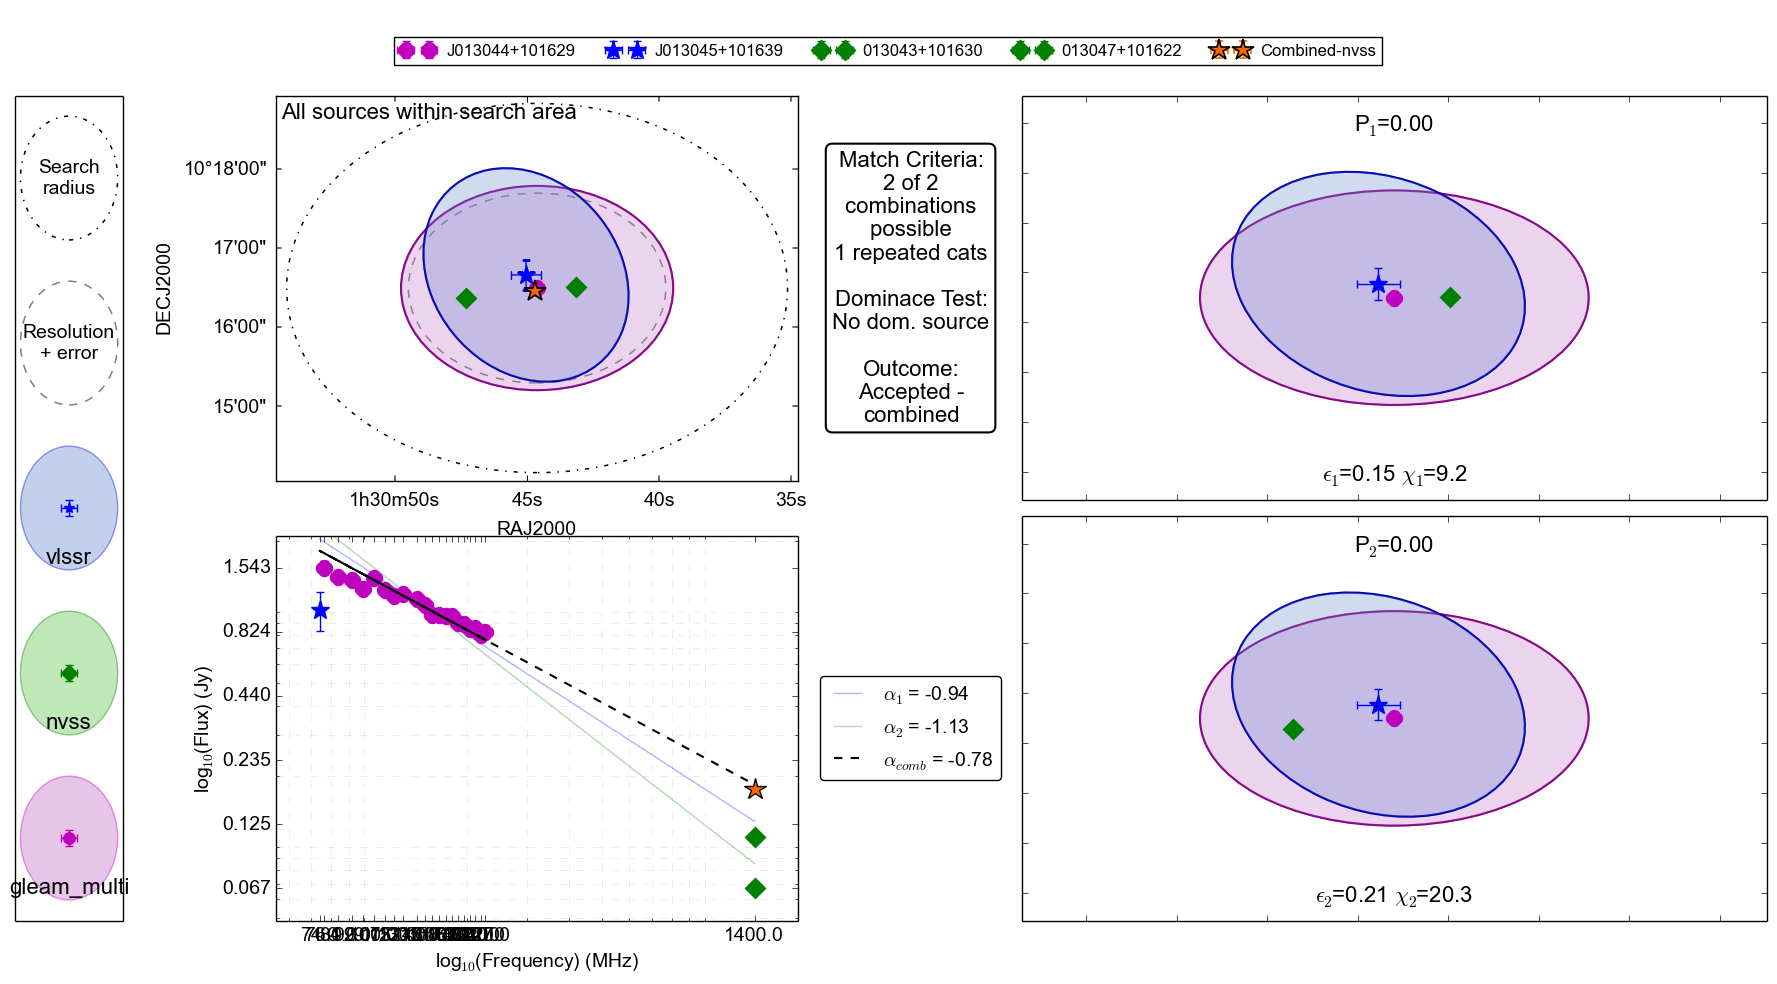 J013044+101629
J013045+101639
013043+101630
013047+101622
Combined-nvss
Search
radius
Resolution
+ error
vlssr
nvss
gleam_multi
All sources within search area
DECJ2000
10°18'00"
17'00"
16'00"
15'00"
1h30m50s
45s
40s
35s
RAJ2000
Match Criteria:
2 of 2
combinations
possible
1 repeated cats
Dominace Test:
No dom. source
Outcome:
Accepted -
combined
P₁=0.00
ϵ₁=0.15 χ₁=9.2
log₁₀(Flux) (Jy)
1.543
0.824
0.440
0.235
0.125
0.067
1400.0
log₁₀(Frequency) (MHz)
α₁ = -0.94
α₂ = -1.13
α_comb = -0.78
P₂=0.00
ϵ₂=0.21 χ₂=20.3